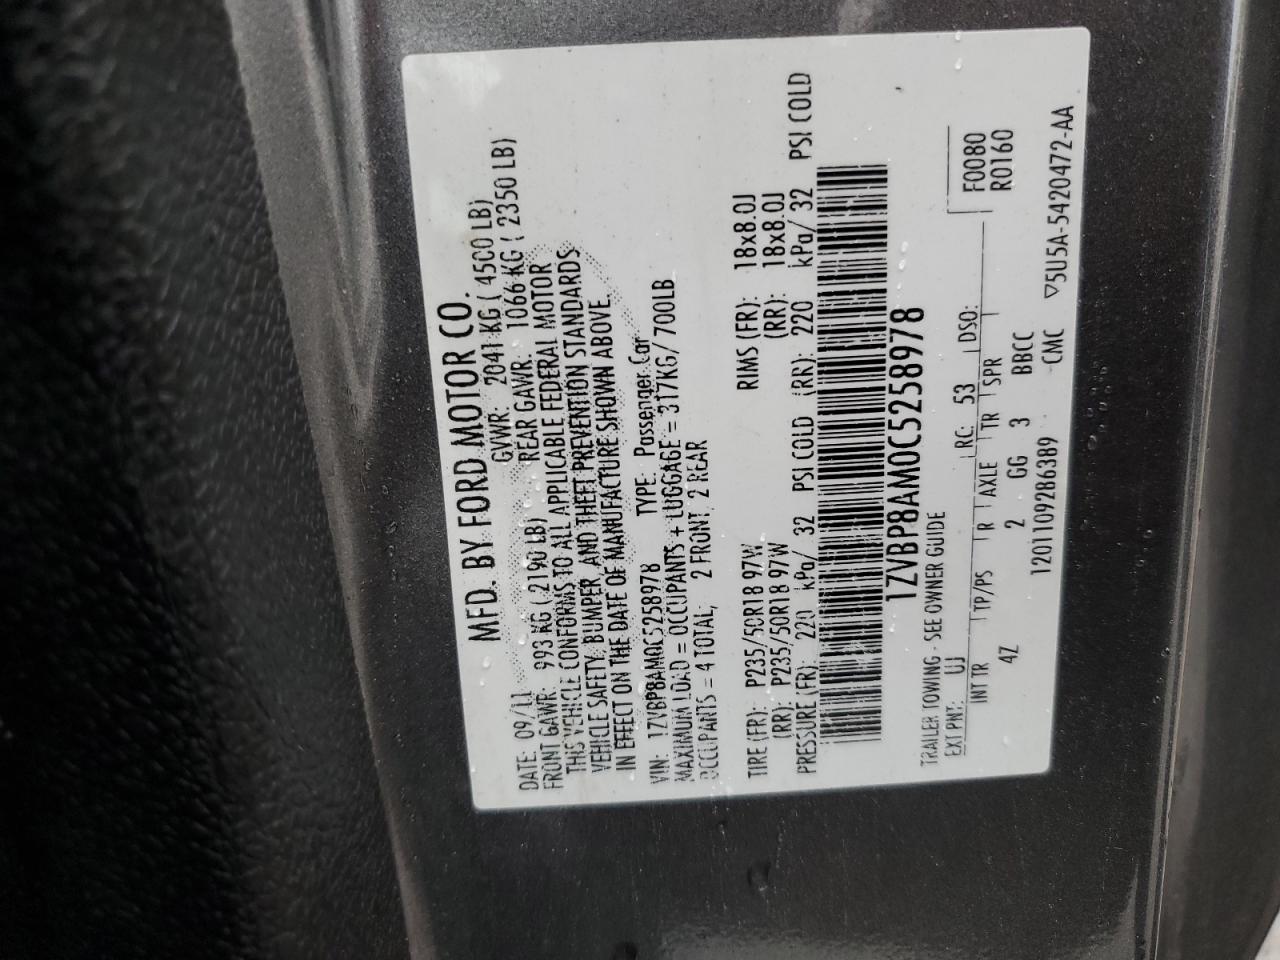 MFD. BY FORD MOTOR CO.
DATE: 09/11 GVWR: 2041 KG ( 4500 LB)
FRONT GAWR: 993 KG ( 2190 LB) REAR GAWR: 1066 KG ( 2350 LB)
THIS VEHICLE CONFORMS TO ALL APPLICABLE FEDERAL MOTOR
VEHICLE SAFETY, BUMPER, AND THEFT PREVENTION STANDARDS
IN EFFECT ON THE DATE OF MANUFACTURE SHOWN ABOVE.
VIN: 1ZVBP8AM0C5258978 TYPE: Passenger Car
MAXIMUM LOAD = OCCUPANTS + LUGGAGE = 317KG/700LB
OCCUPANTS = 4 TOTAL, 2 FRONT, 2 REAR
TIRE (FR): P235/50R18 97W RIMS (FR): 18x8.0J
(RR): P235/50R18 97W (RR): 18x8.0J
PRESSURE (FR): 220 kPa/ 32 PSI COLD (RR): 220 kPa/ 32 PSI COLD
1ZVBP8AM0C5258978
TRAILER TOWING - SEE OWNER GUIDE
EXT PNT: UJ RC: 53 DSO: F0080
R0160
INT TR TP/PS R AXLE TR SPR
4Z 2 GG 3 BBCC
1201109286389 CMC ▽5U5A-5420472-AA